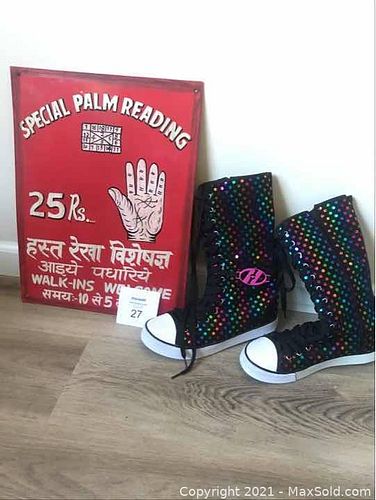 SPECIAL PALM READING
25 Rs.
हस्त रेखा विशेषज्ञ
आइये पधारिये
WALK-INS WELCOME
समय:-10 से 5
27
Copyright 2021 - MaxSold.com